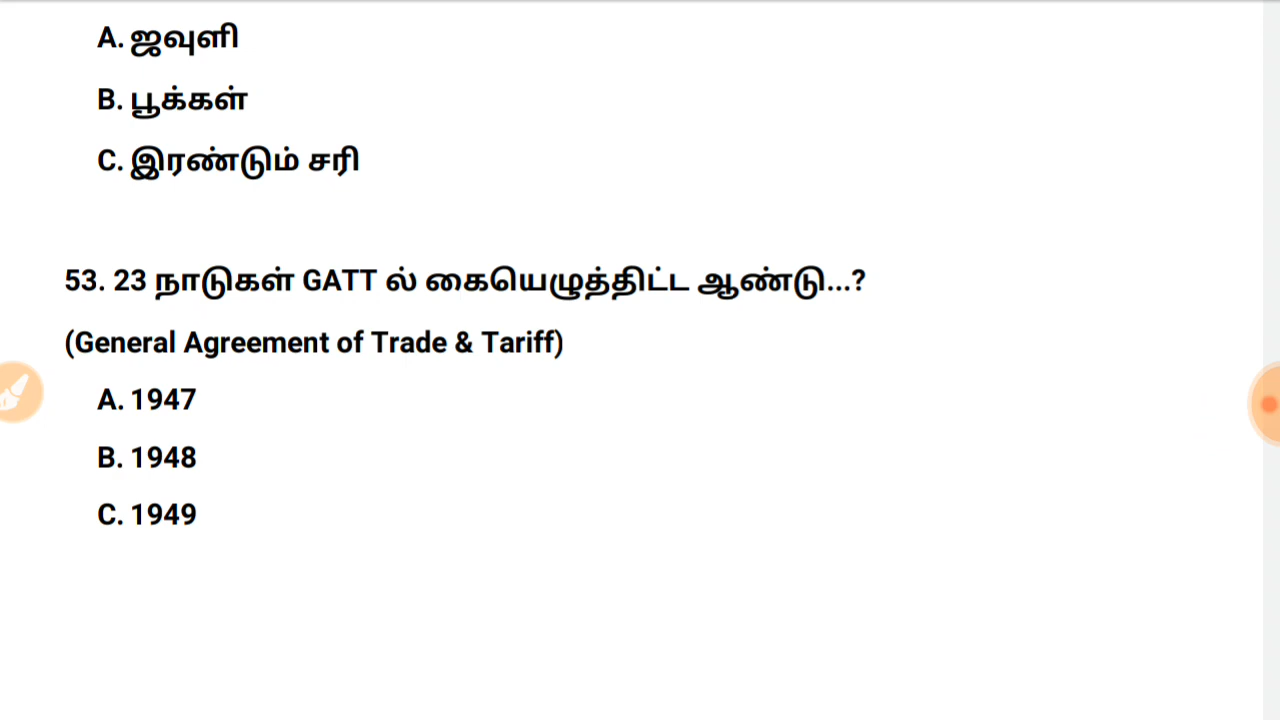 A. ஜவுளி
B. பூக்கள்
C. இரண்டும் சரி
53. 23 நாடுகள் GATT ல் கையெழுத்திட்ட ஆண்டு...?
(General Agreement of Trade & Tariff)
A. 1947
B. 1948
C. 1949